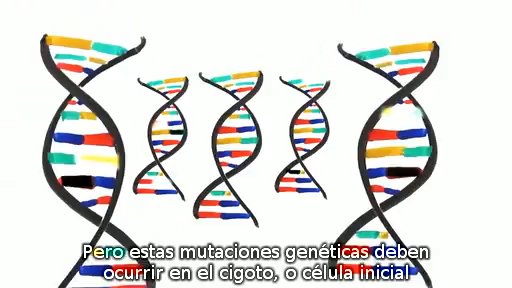 Pero estas mutaciones genéticas deben
ocurrir en el cigoto, o célula inicial